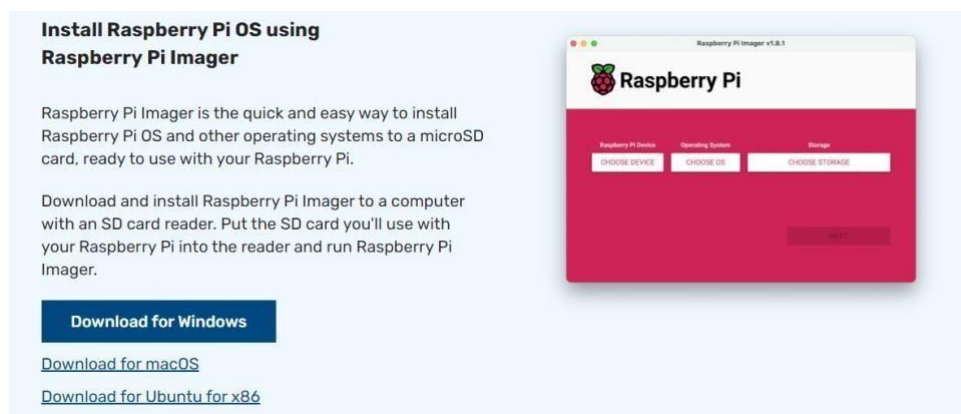 Install Raspberry Pi OS using
Raspberry Pi Imager
Raspberry Pi Imager is the quick and easy way to install
Raspberry Pi OS and other operating systems to a microSD
card, ready to use with your Raspberry Pi.
Download and install Raspberry Pi Imager to a computer
with an SD card reader. Put the SD card you'll use with
your Raspberry Pi into the reader and run Raspberry Pi
Imager.
Download for Windows
Download for macOS
Download for Ubuntu for x86
Raspberry Pi Imager v1.8.1
Raspberry Pi
Raspberry Pi Device Operating System Storage
CHOOSE DEVICE CHOOSE OS CHOOSE STORAGE
NEXT